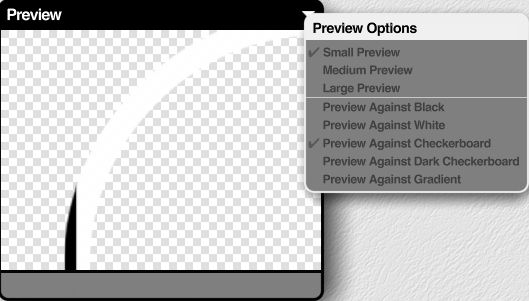 Preview
Preview Options
✓ Small Preview
Medium Preview
Large Preview
Preview Against Black
Preview Against White
✓ Preview Against Checkerboard
Preview Against Dark Checkerboard
Preview Against Gradient